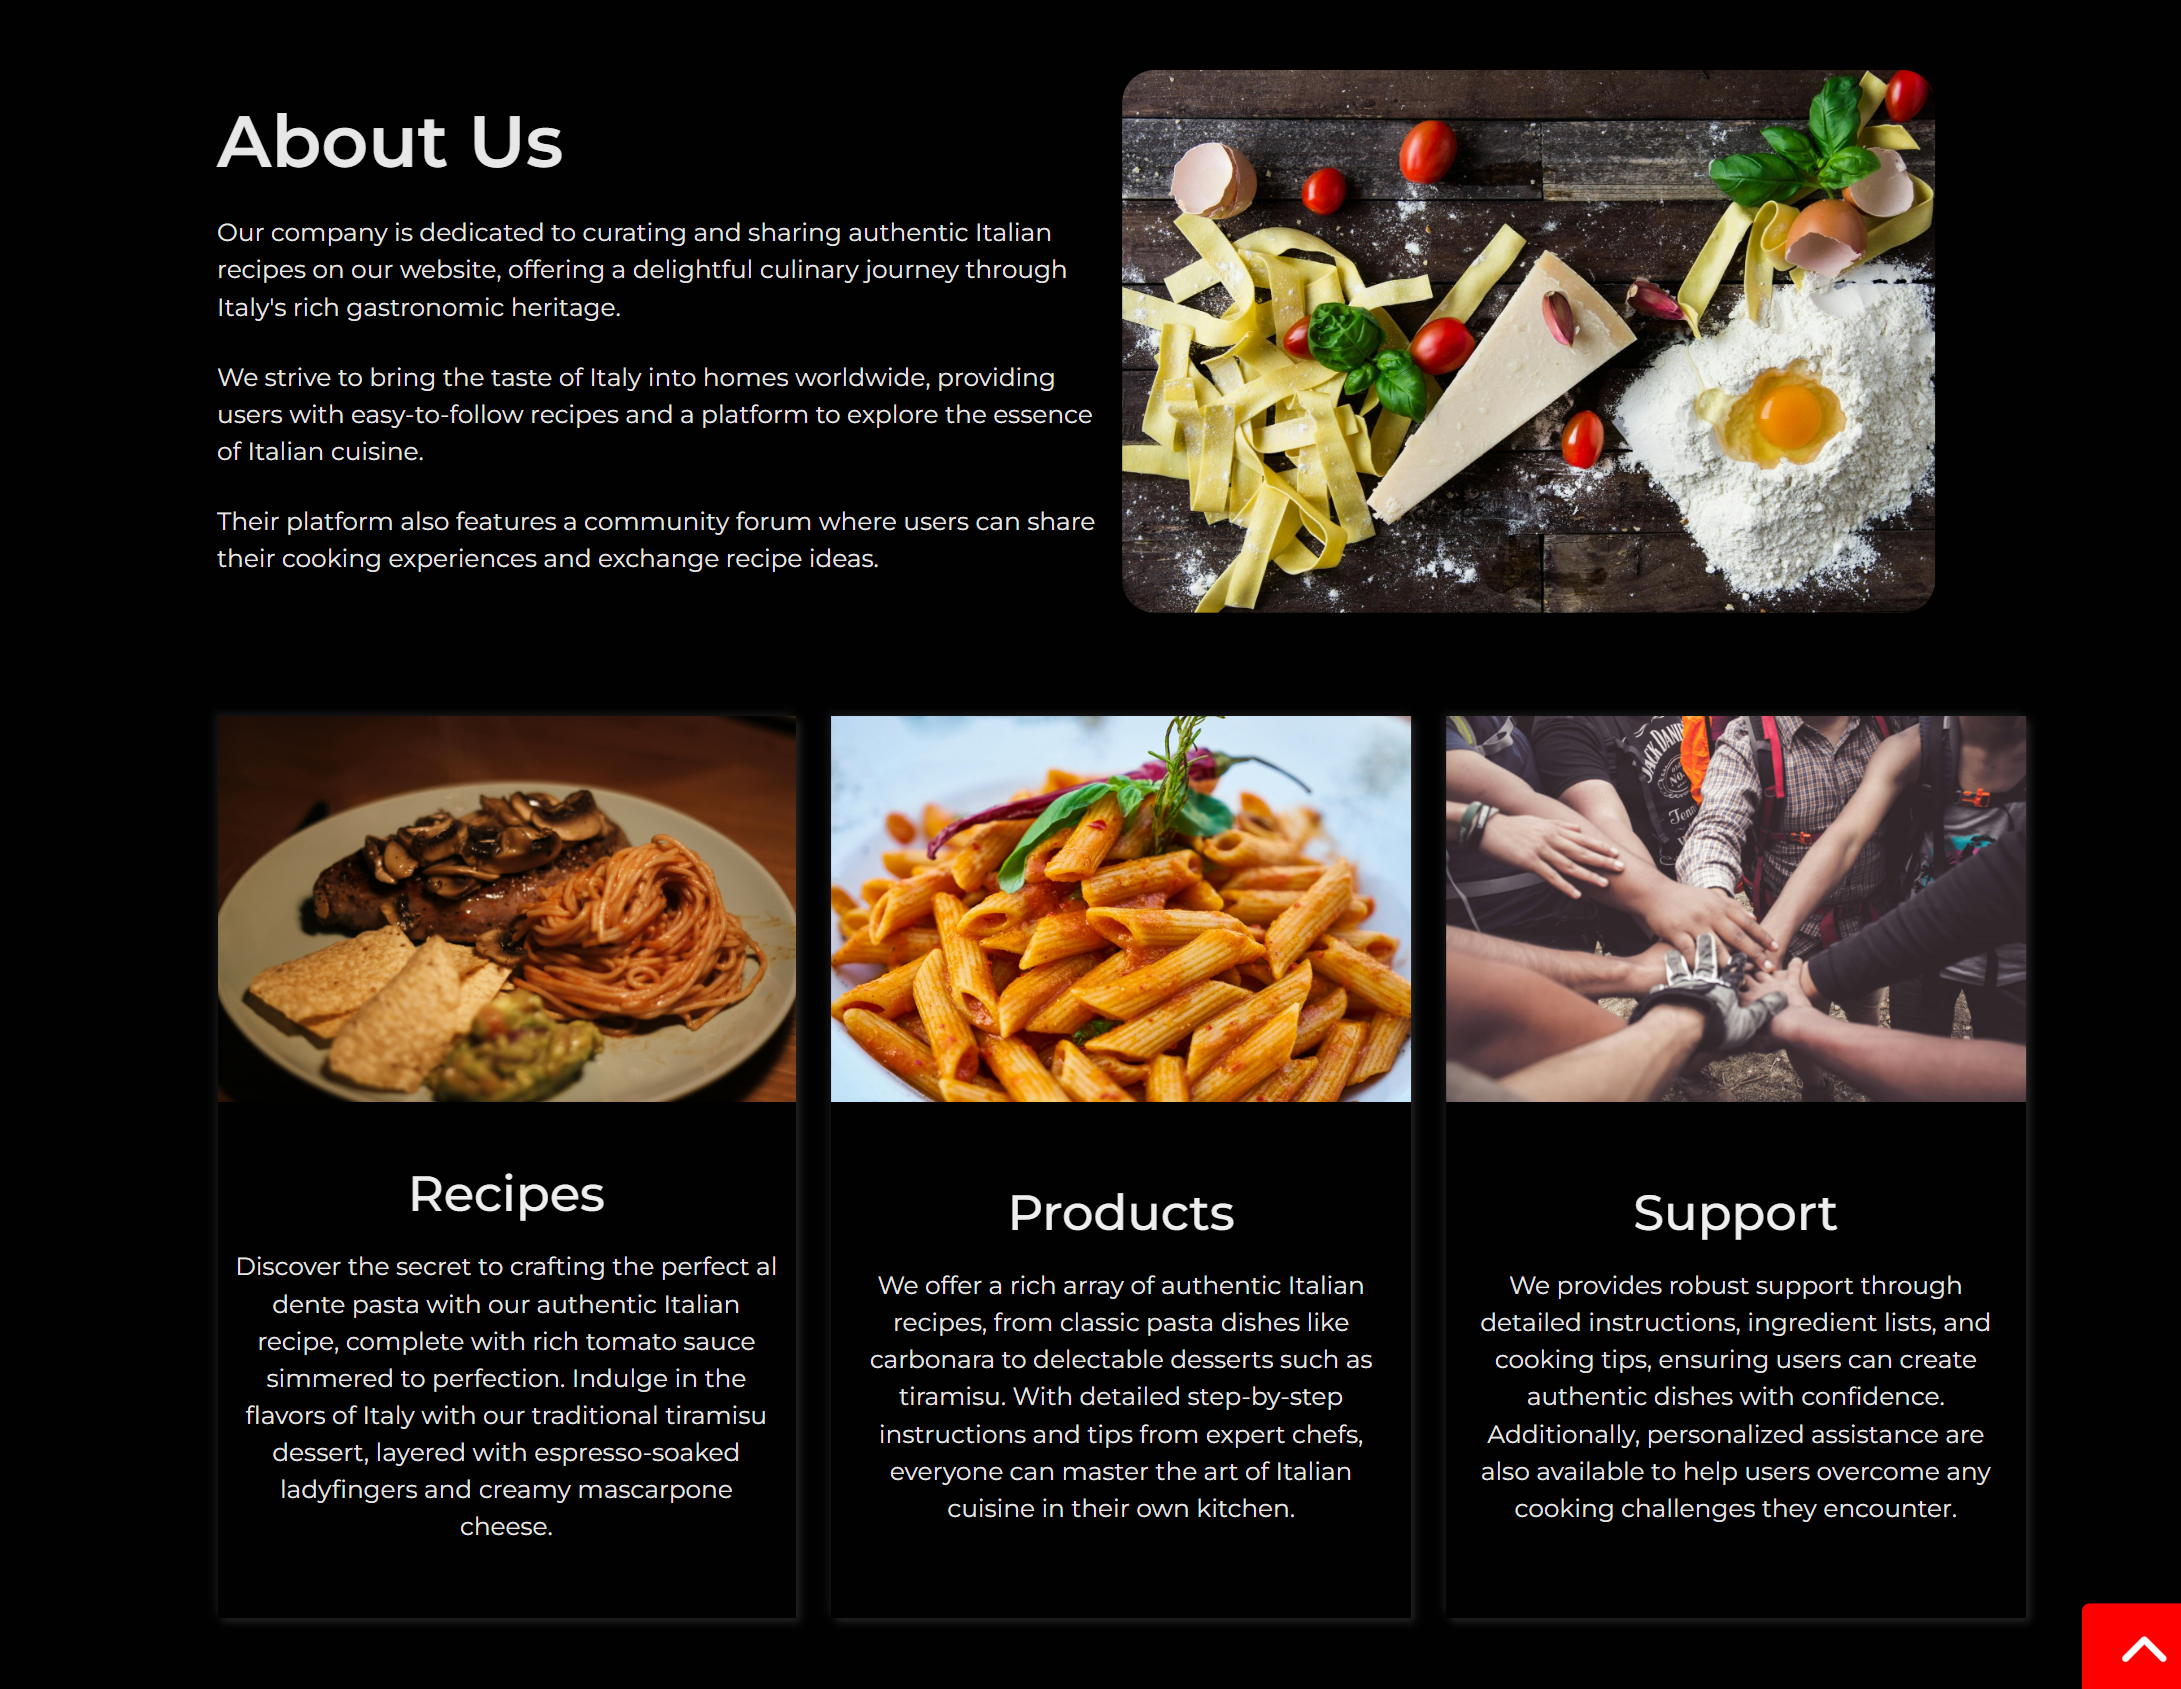 About Us
Our company is dedicated to curating and sharing authentic Italian
recipes on our website, offering a delightful culinary journey through
Italy's rich gastronomic heritage.
We strive to bring the taste of Italy into homes worldwide, providing
users with easy-to-follow recipes and a platform to explore the essence
of Italian cuisine.
Their platform also features a community forum where users can share
their cooking experiences and exchange recipe ideas.
JACK DANI
Recipes
Discover the secret to crafting the perfect al
dente pasta with our authentic Italian
recipe, complete with rich tomato sauce
simmered to perfection. Indulge in the
flavors of Italy with our traditional tiramisu
dessert, layered with espresso-soaked
ladyfingers and creamy mascarpone
cheese.
Products
We offer a rich array of authentic Italian
recipes, from classic pasta dishes like
carbonara to delectable desserts such as
tiramisu. With detailed step-by-step
instructions and tips from expert chefs,
everyone can master the art of Italian
cuisine in their own kitchen.
Support
We provides robust support through
detailed instructions, ingredient lists, and
cooking tips, ensuring users can create
authentic dishes with confidence.
Additionally, personalized assistance are
also available to help users overcome any
cooking challenges they encounter.